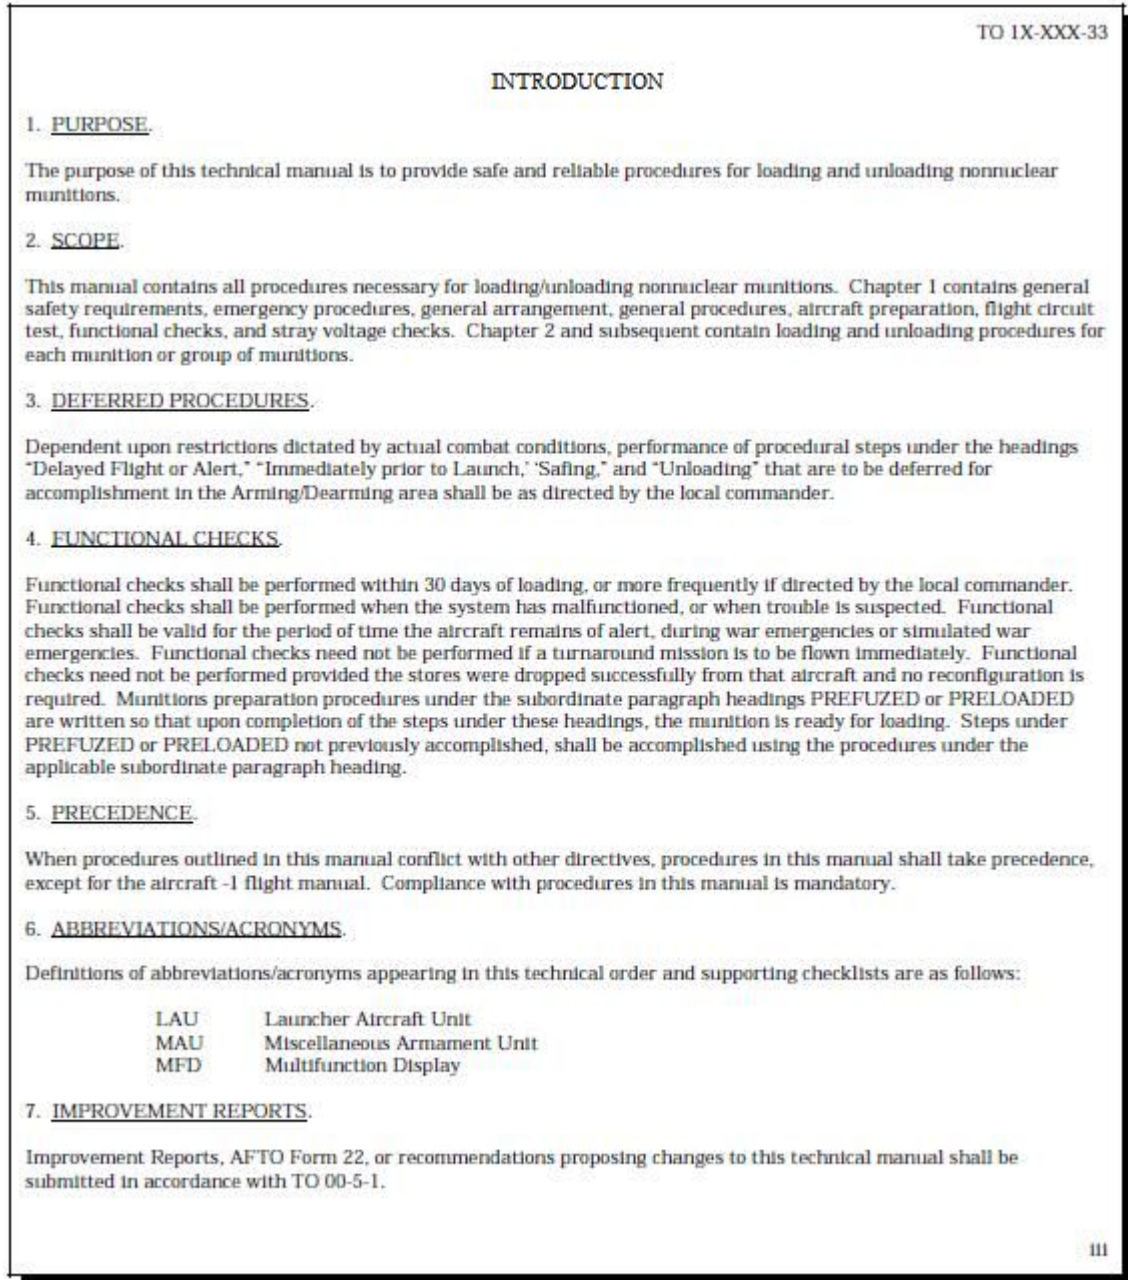 TO 1X-XXX-33
INTRODUCTION
1. PURPOSE.
The purpose of this technical manual is to provide safe and reliable procedures for loading and unloading nonnuclear
munitions.
2. SCOPE.
This manual contains all procedures necessary for loading/unloading nonnuclear munitions. Chapter 1 contains general
safety requirements, emergency procedures, general arrangement, general procedures, aircraft preparation, flight circuit
test, functional checks, and stray voltage checks. Chapter 2 and subsequent contain loading and unloading procedures for
each munition or group of munitions.
3. DEFERRED PROCEDURES.
Dependent upon restrictions dictated by actual combat conditions, performance of procedural steps under the headings
“Delayed Flight or Alert,” “Immediately prior to Launch,’ ‘Safing,” and “Unloading” that are to be deferred for
accomplishment in the Arming/Dearming area shall be as directed by the local commander.
4. FUNCTIONAL CHECKS.
Functional checks shall be performed within 30 days of loading, or more frequently if directed by the local commander.
Functional checks shall be performed when the system has malfunctioned, or when trouble is suspected. Functional
checks shall be valid for the period of time the aircraft remains of alert, during war emergencies or simulated war
emergencies. Functional checks need not be performed if a turnaround mission is to be flown immediately. Functional
checks need not be performed provided the stores were dropped successfully from that aircraft and no reconfiguration is
required. Munitions preparation procedures under the subordinate paragraph headings PREFUZED or PRELOADED
are written so that upon completion of the steps under these headings, the munition is ready for loading. Steps under
PREFUZED or PRELOADED not previously accomplished, shall be accomplished using the procedures under the
applicable subordinate paragraph heading.
5. PRECEDENCE.
When procedures outlined in this manual conflict with other directives, procedures in this manual shall take precedence,
except for the aircraft -1 flight manual. Compliance with procedures in this manual is mandatory.
6. ABBREVIATIONS/ACRONYMS.
Definitions of abbreviations/acronyms appearing in this technical order and supporting checklists are as follows:
LAU Launcher Aircraft Unit
MAU Miscellaneous Armament Unit
MFD Multifunction Display
7. IMPROVEMENT REPORTS.
Improvement Reports, AFTO Form 22, or recommendations proposing changes to this technical manual shall be
submitted in accordance with TO 00-5-1.
iii